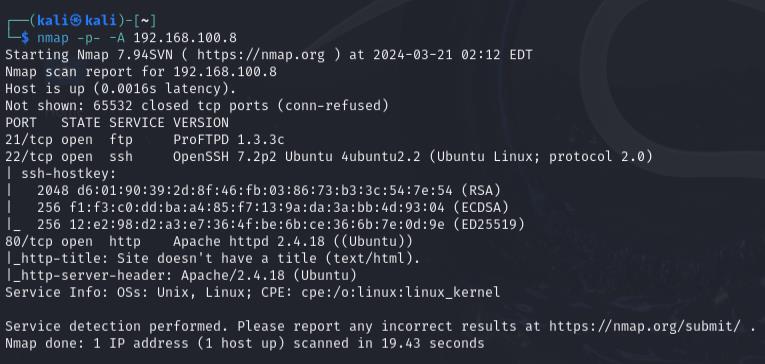 ┌──(kali㉿kali)-[~]
└─$ nmap -p- -A 192.168.100.8
Starting Nmap 7.94SVN ( https://nmap.org ) at 2024-03-21 02:12 EDT
Nmap scan report for 192.168.100.8
Host is up (0.0016s latency).
Not shown: 65532 closed tcp ports (conn-refused)
PORT   STATE SERVICE VERSION
21/tcp open  ftp     ProFTPD 1.3.3c
22/tcp open  ssh     OpenSSH 7.2p2 Ubuntu 4ubuntu2.2 (Ubuntu Linux; protocol 2.0)
| ssh-hostkey:
|   2048 d6:01:90:39:2d:8f:46:fb:03:86:73:b3:3c:54:7e:54 (RSA)
|   256 f1:f3:c0:dd:ba:a4:85:f7:13:9a:da:3a:bb:4d:93:04 (ECDSA)
|_  256 12:e2:98:d2:a3:e7:36:4f:be:6b:ce:36:6b:7e:0d:9e (ED25519)
80/tcp open  http    Apache httpd 2.4.18 ((Ubuntu))
|_http-title: Site doesn't have a title (text/html).
|_http-server-header: Apache/2.4.18 (Ubuntu)
Service Info: OSs: Unix, Linux; CPE: cpe:/o:linux:linux_kernel

Service detection performed. Please report any incorrect results at https://nmap.org/submit/ .
Nmap done: 1 IP address (1 host up) scanned in 19.43 seconds